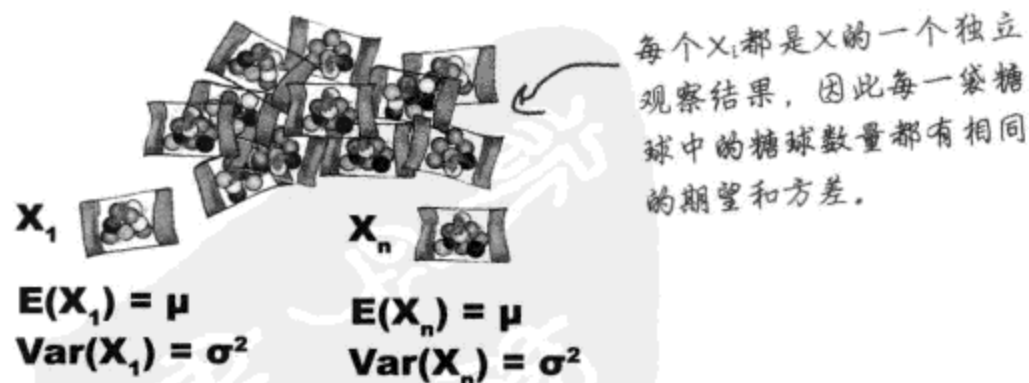 每个Xᵢ都是X的一个独立
观察结果，因此每一袋糖
球中的糖球数量都有相同
的期望和方差。
X₁
Xₙ
E(X₁) = μ
Var(X₁) = σ²
E(Xₙ) = μ
Var(Xₙ) = σ²